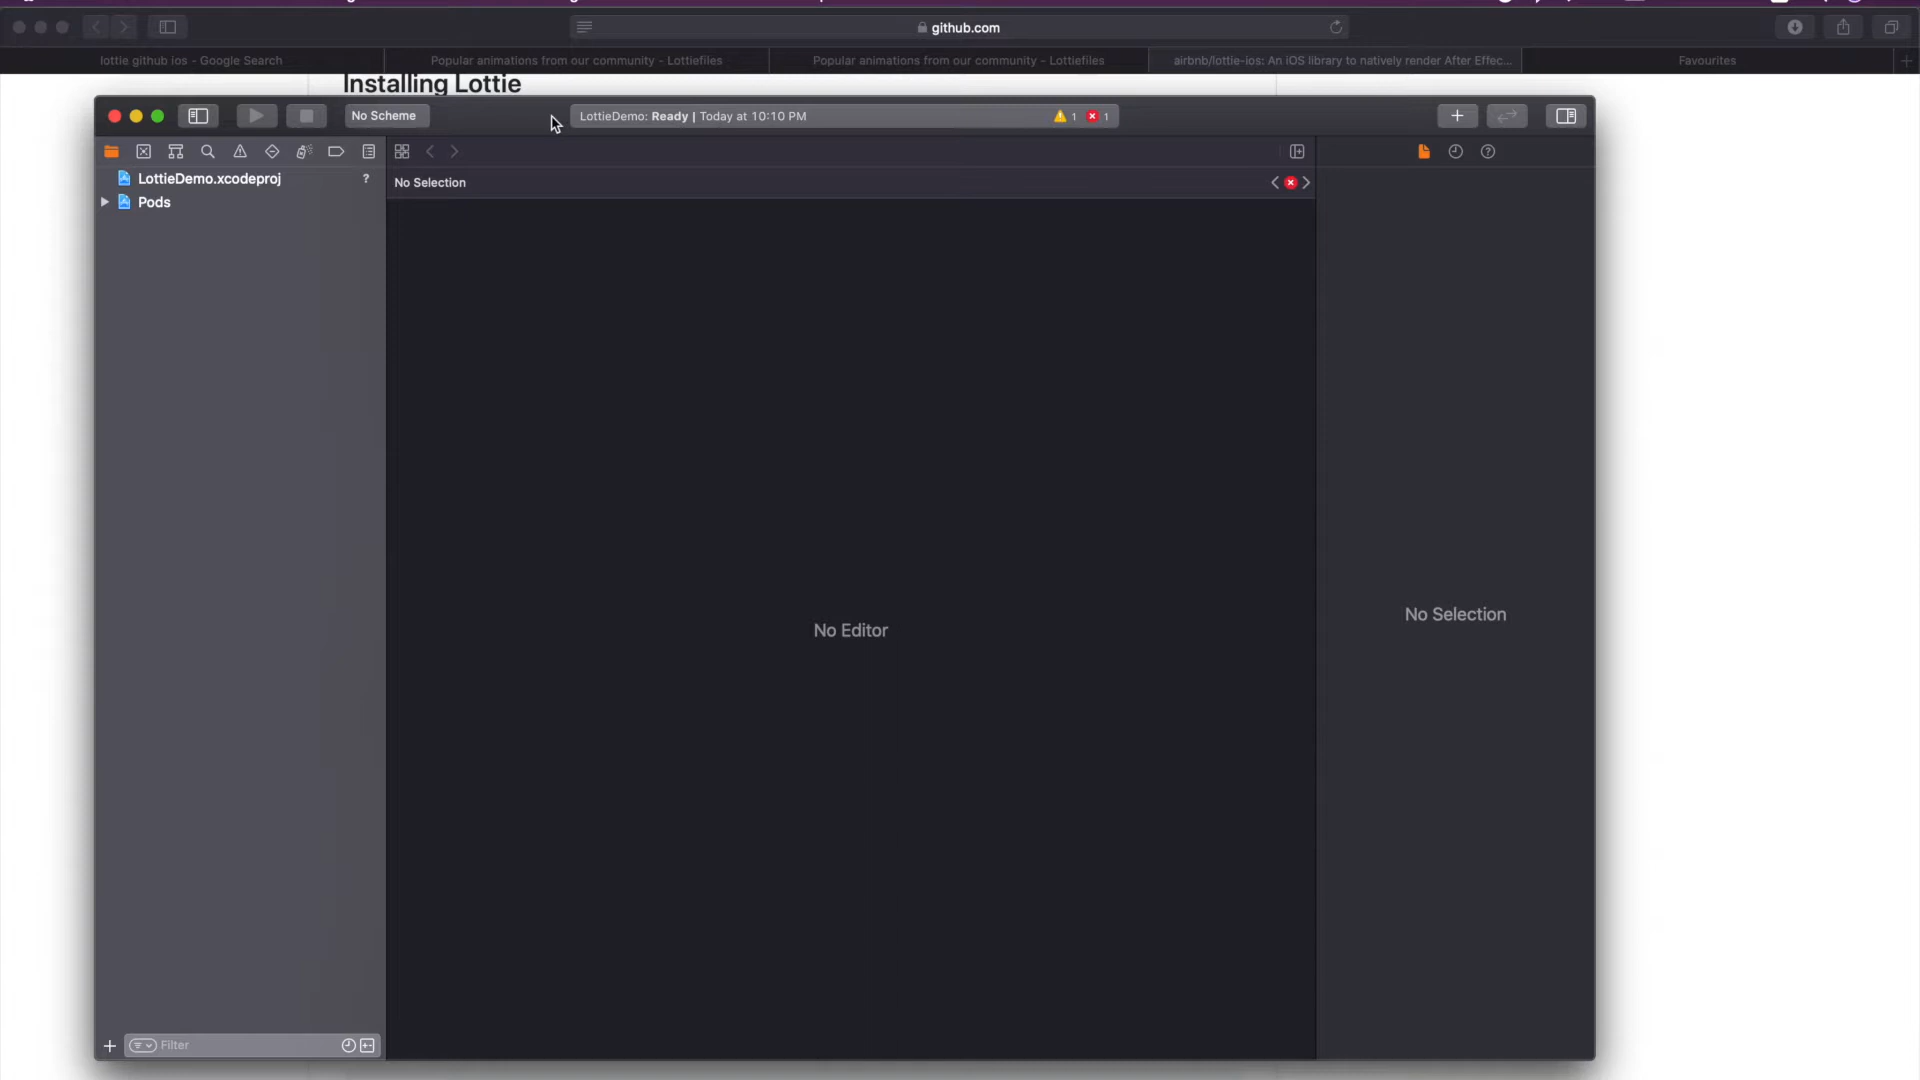 github.com
lottie github ios - Google Search
Popular animations from our community - Lottiefiles
Popular animations from our community - Lottiefiles
airbnb/lottie-ios: An iOS library to natively render After Effec...
Favourites
Installing Lottie
No Scheme
LottieDemo: Ready | Today at 10:10 PM
1
1
No Selection
LottieDemo.xcodeproj
?
Pods
No Editor
No Selection
Filter